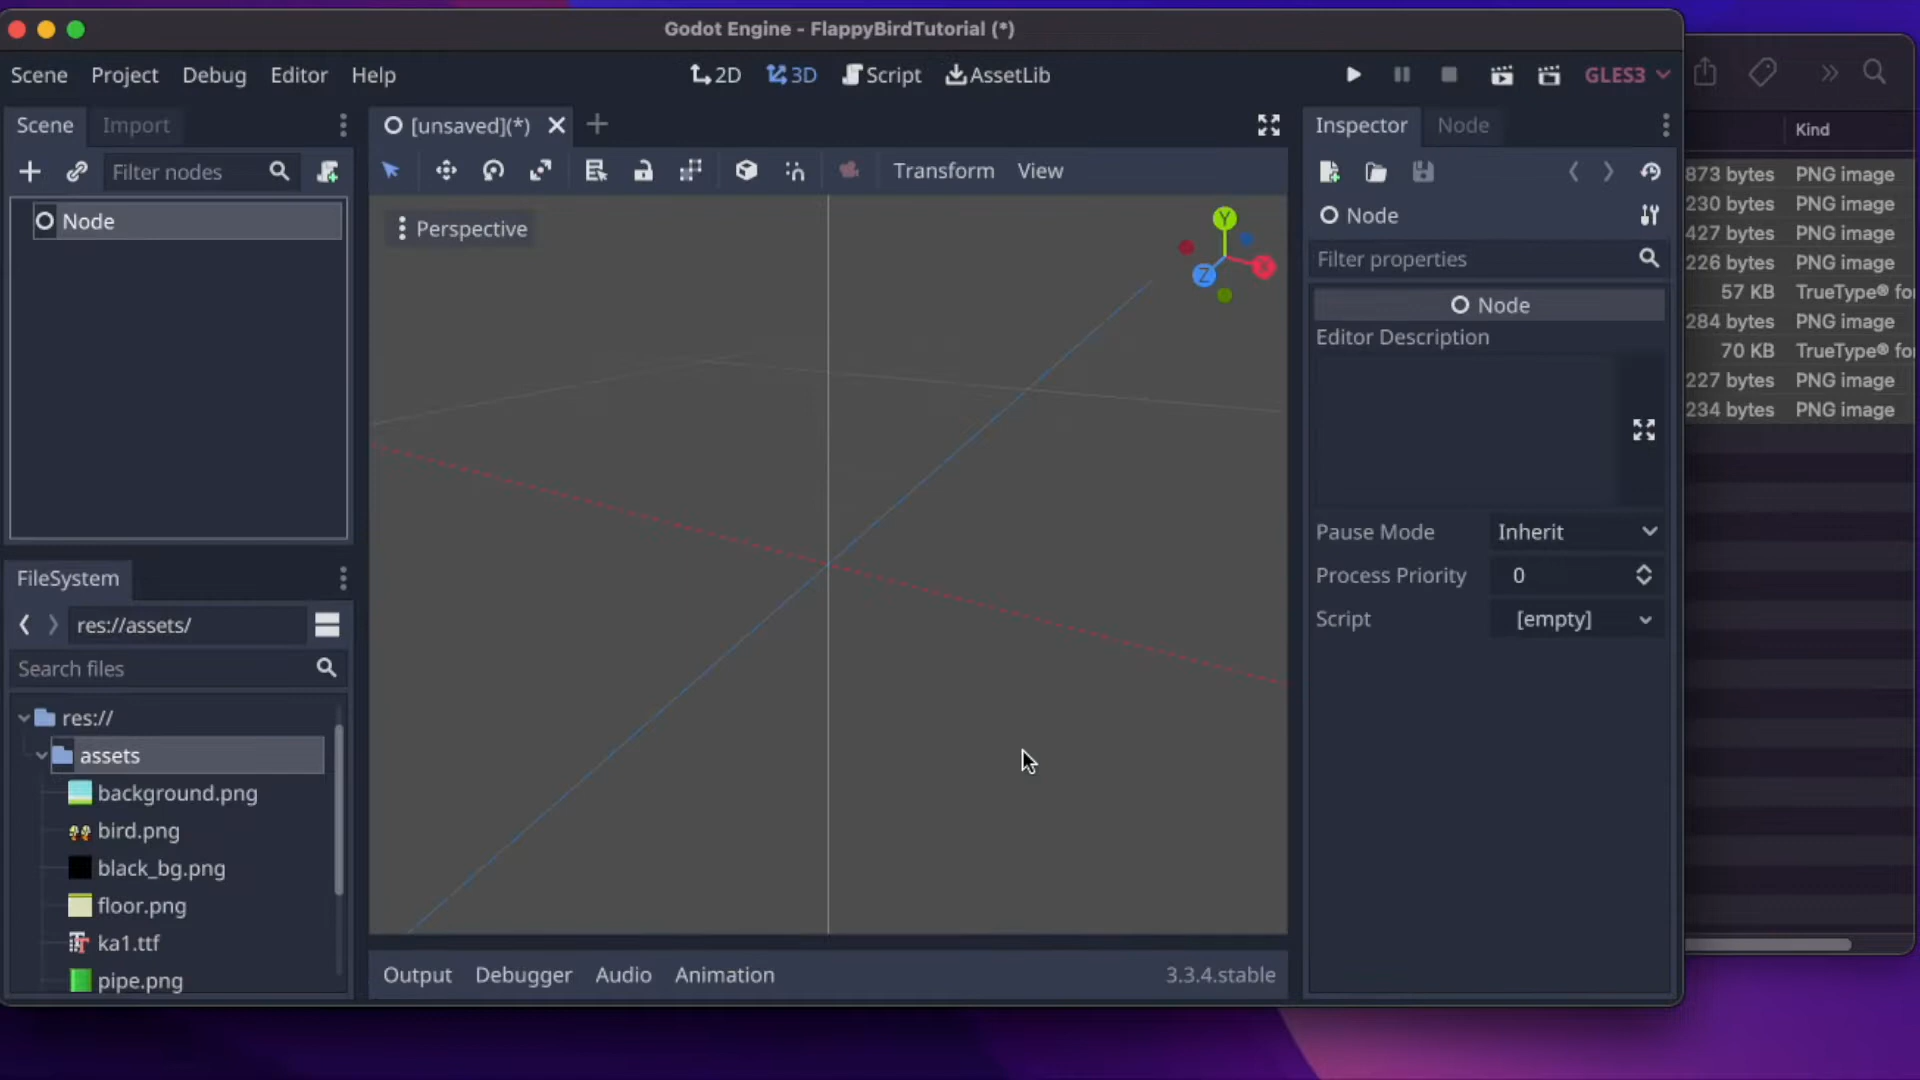 Godot Engine - FlappyBirdTutorial (*)
Scene Project Debug Editor Help
2D 3D Script AssetLib
GLES3
Scene Import
[unsaved](*)
Inspector Node
Filter nodes
Transform View
Node
Perspective
Y
X
Z
Node
Filter properties
Node
Editor Description
Pause Mode Inherit
Process Priority 0
Script [empty]
FileSystem
res://assets/
Search files
res://
assets
background.png
bird.png
black_bg.png
floor.png
ka1.ttf
pipe.png
Output Debugger Audio Animation 3.3.4.stable
Kind
873 bytes PNG image
230 bytes PNG image
427 bytes PNG image
226 bytes PNG image
57 KB TrueType® fo
284 bytes PNG image
70 KB TrueType® fo
227 bytes PNG image
234 bytes PNG image